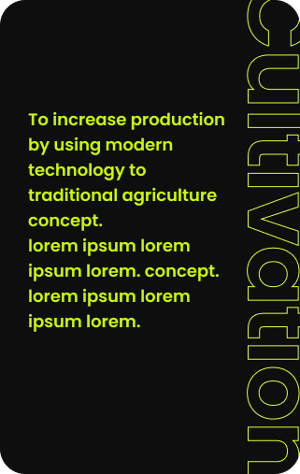 To increase production
by using modern
technology to
traditional agriculture
concept.
lorem ipsum lorem
ipsum lorem. concept.
lorem ipsum lorem
ipsum lorem.
cultivation